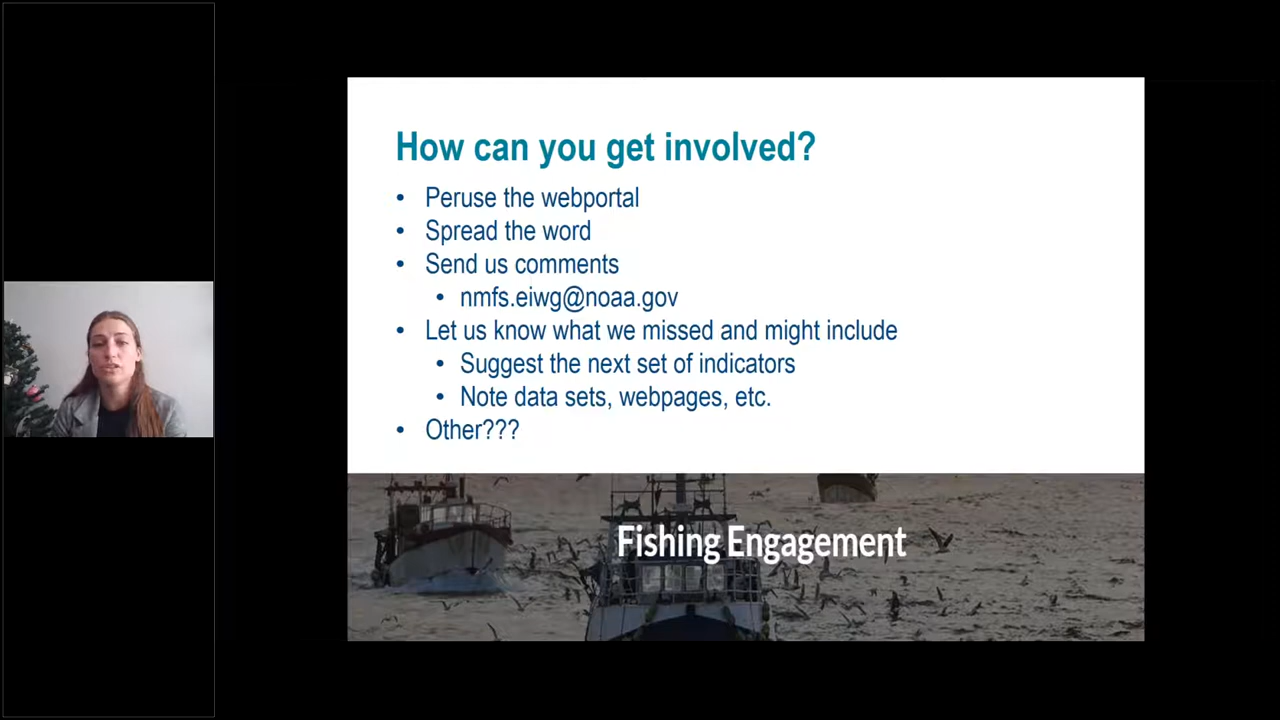 How can you get involved?
• Peruse the webportal
• Spread the word
• Send us comments
• nmfs.eiwg@noaa.gov
• Let us know what we missed and might include
• Suggest the next set of indicators
• Note data sets, webpages, etc.
• Other???
Fishing Engagement